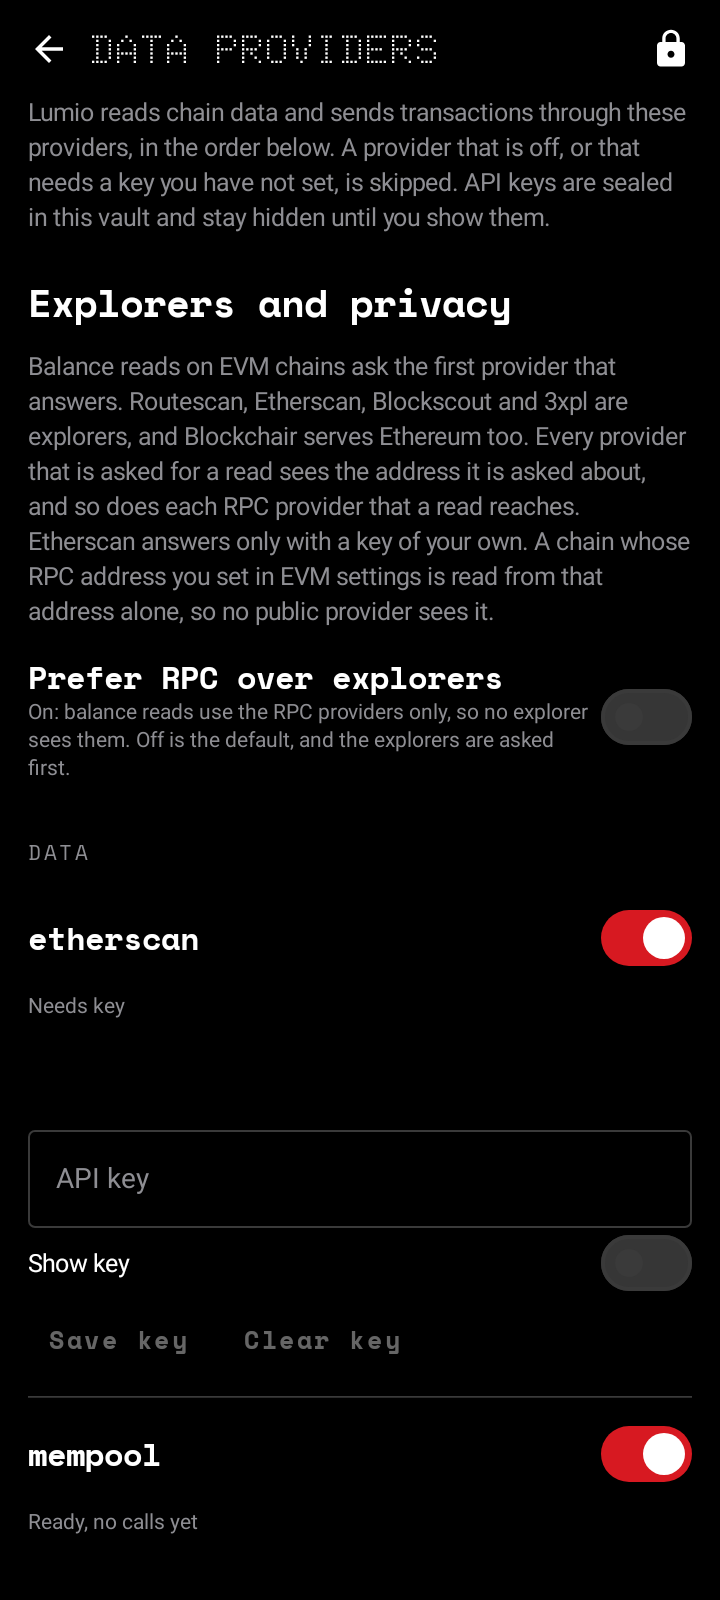 DATA PROVIDERS
Lumio reads chain data and sends transactions through these
providers, in the order below. A provider that is off, or that
needs a key you have not set, is skipped. API keys are sealed
in this vault and stay hidden until you show them.
Explorers and privacy
Balance reads on EVM chains ask the first provider that
answers. Routescan, Etherscan, Blockscout and 3xpl are
explorers, and Blockchair serves Ethereum too. Every provider
that is asked for a read sees the address it is asked about,
and so does each RPC provider that a read reaches.
Etherscan answers only with a key of your own. A chain whose
RPC address you set in EVM settings is read from that
address alone, so no public provider sees it.
Prefer RPC over explorers
On: balance reads use the RPC providers only, so no explorer
sees them. Off is the default, and the explorers are asked
first.
DATA
etherscan
Needs key
API key
Show key
Save key Clear key
mempool
Ready, no calls yet